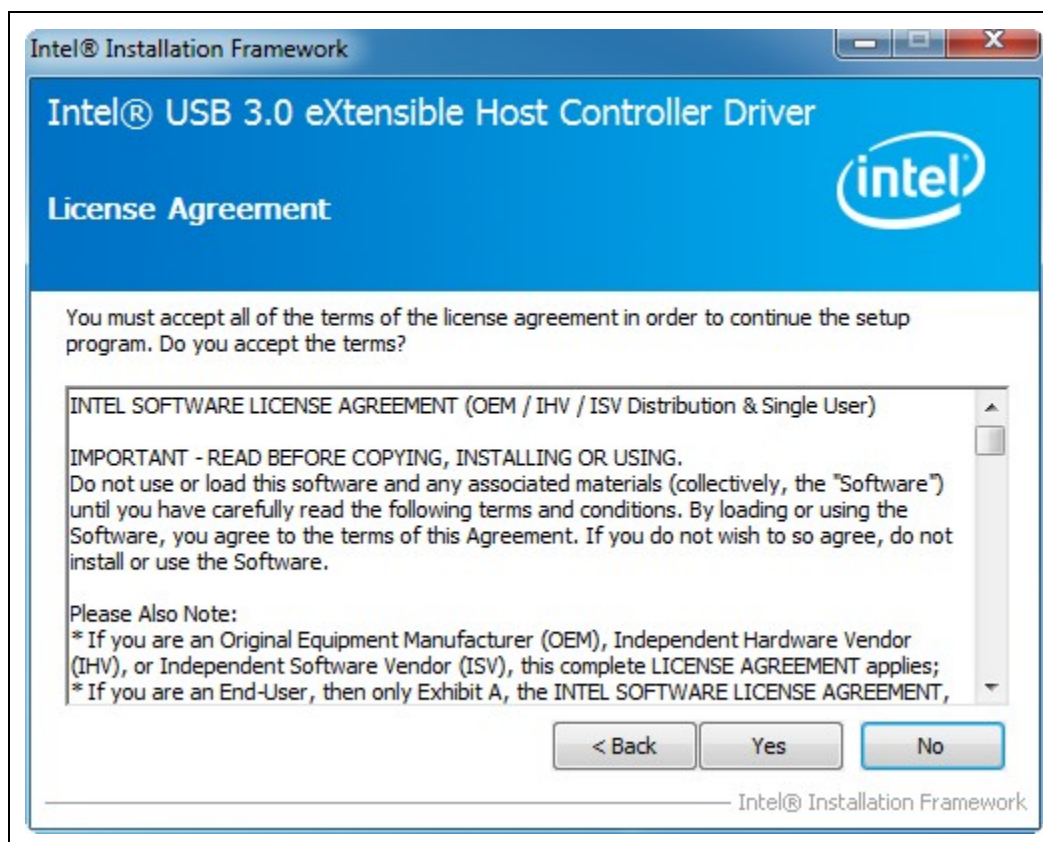 Intel® Installation Framework
Intel® USB 3.0 eXtensible Host Controller Driver
intel
License Agreement
You must accept all of the terms of the license agreement in order to continue the setup
program. Do you accept the terms?
INTEL SOFTWARE LICENSE AGREEMENT (OEM / IHV / ISV Distribution & Single User)
IMPORTANT - READ BEFORE COPYING, INSTALLING OR USING.
Do not use or load this software and any associated materials (collectively, the "Software")
until you have carefully read the following terms and conditions. By loading or using the
Software, you agree to the terms of this Agreement. If you do not wish to so agree, do not
install or use the Software.
Please Also Note:
* If you are an Original Equipment Manufacturer (OEM), Independent Hardware Vendor
(IHV), or Independent Software Vendor (ISV), this complete LICENSE AGREEMENT applies;
* If you are an End-User, then only Exhibit A, the INTEL SOFTWARE LICENSE AGREEMENT,
< Back Yes No
Intel® Installation Framework